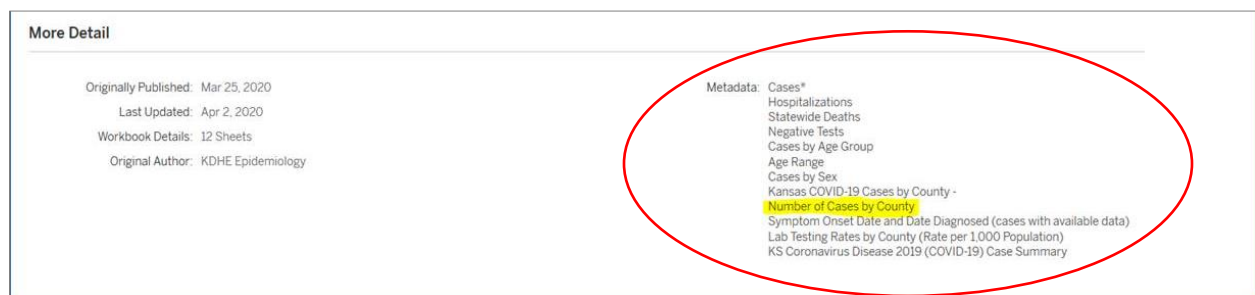 More Detail
Originally Published: Mar 25, 2020
Last Updated: Apr 2, 2020
Workbook Details: 12 Sheets
Original Author: KDHE Epidemiology
Metadata: Cases*
Hospitalizations
Statewide Deaths
Negative Tests
Cases by Age Group
Age Range
Cases by Sex
Kansas COVID-19 Cases by County -
Number of Cases by County
Symptom Onset Date and Date Diagnosed (cases with available data)
Lab Testing Rates by County (Rate per 1,000 Population)
KS Coronavirus Disease 2019 (COVID-19) Case Summary